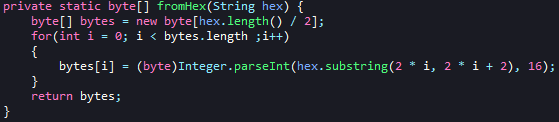 private static byte[] fromHex(String hex) {
    byte[] bytes = new byte[hex.length() / 2];
    for(int i = 0; i < bytes.length ;i++)
    {
        bytes[i] = (byte)Integer.parseInt(hex.substring(2 * i, 2 * i + 2), 16);
    }
    return bytes;
}